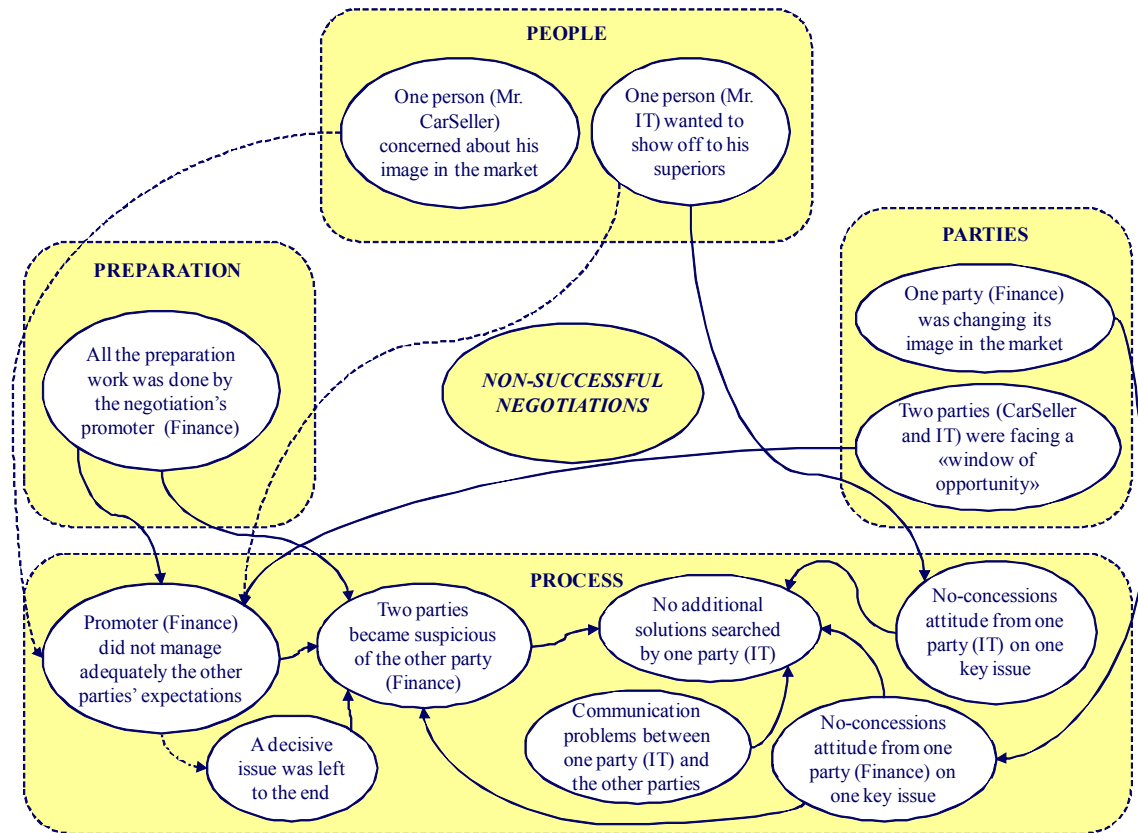 PEOPLE
One person (Mr.
CarSeller)
concerned about his
image in the market
One person (Mr.
IT) wanted to
show off to his
superiors
PREPARATION
All the preparation
work was done by
the negotiation's
promoter (Finance)
NON-SUCCESSFUL
NEGOTIATIONS
PARTIES
One party (Finance)
was changing its
image in the market
Two parties (CarSeller
and IT) were facing a
«window of
opportunity»
PROCESS
Promoter (Finance)
did not manage
adequately the other
parties' expectations
Two parties
became suspicious
of the other party
(Finance)
No additional
solutions searched
by one party (IT)
No-concessions
attitude from one
party (IT) on one
key issue
A decisive
issue was left
to the end
Communication
problems between
one party (IT) and
the other parties
No-concessions
attitude from one
party (Finance) on
one key issue